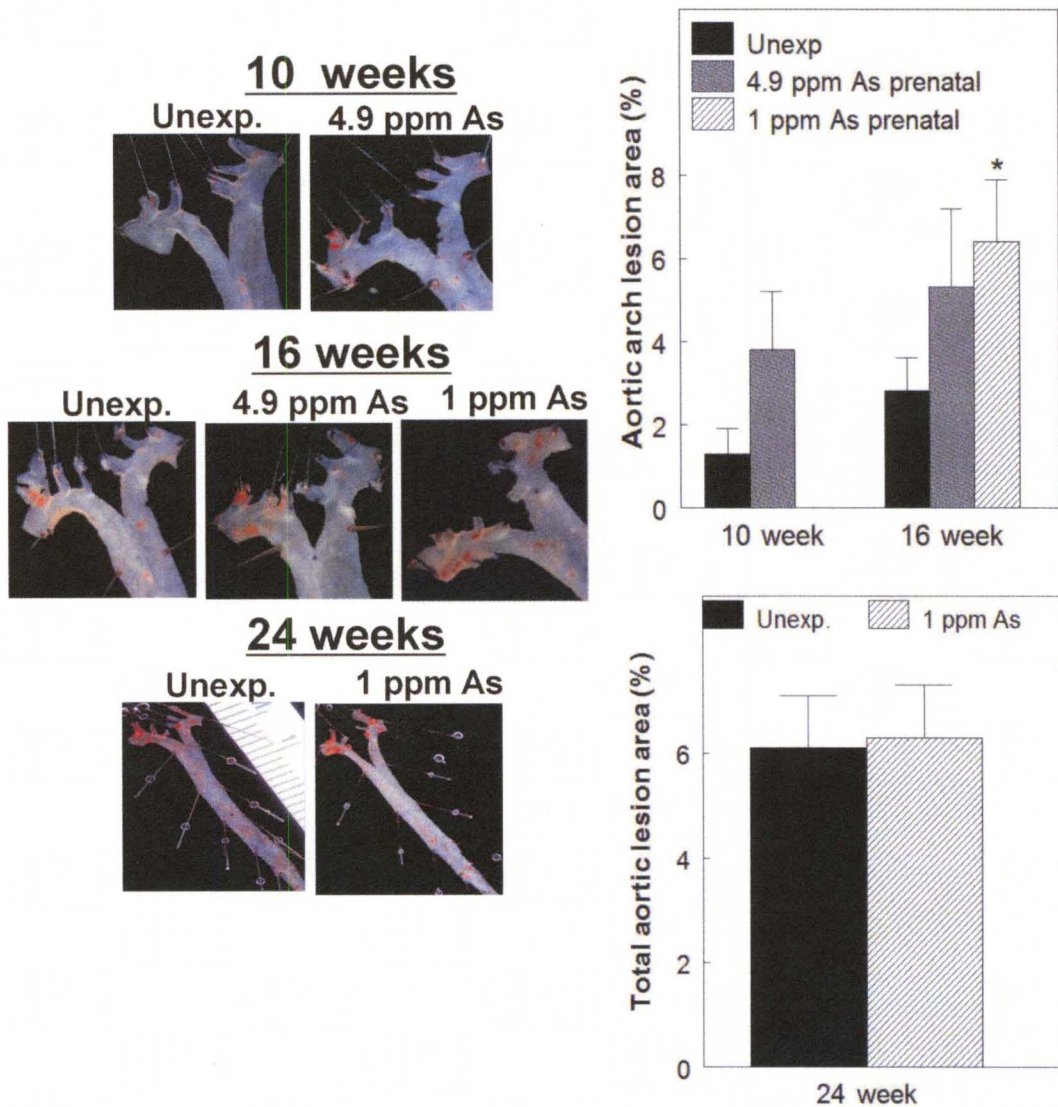 10 weeks
Unexp. 4.9 ppm As
16 weeks
Unexp. 4.9 ppm As 1 ppm As
24 weeks
Unexp. 1 ppm As
Unexp
4.9 ppm As prenatal
1 ppm As prenatal
Aortic arch lesion area (%)
8
6
4
2
0
*
10 week 16 week
Unexp. 1 ppm As
Total aortic lesion area (%)
6
4
2
0
24 week